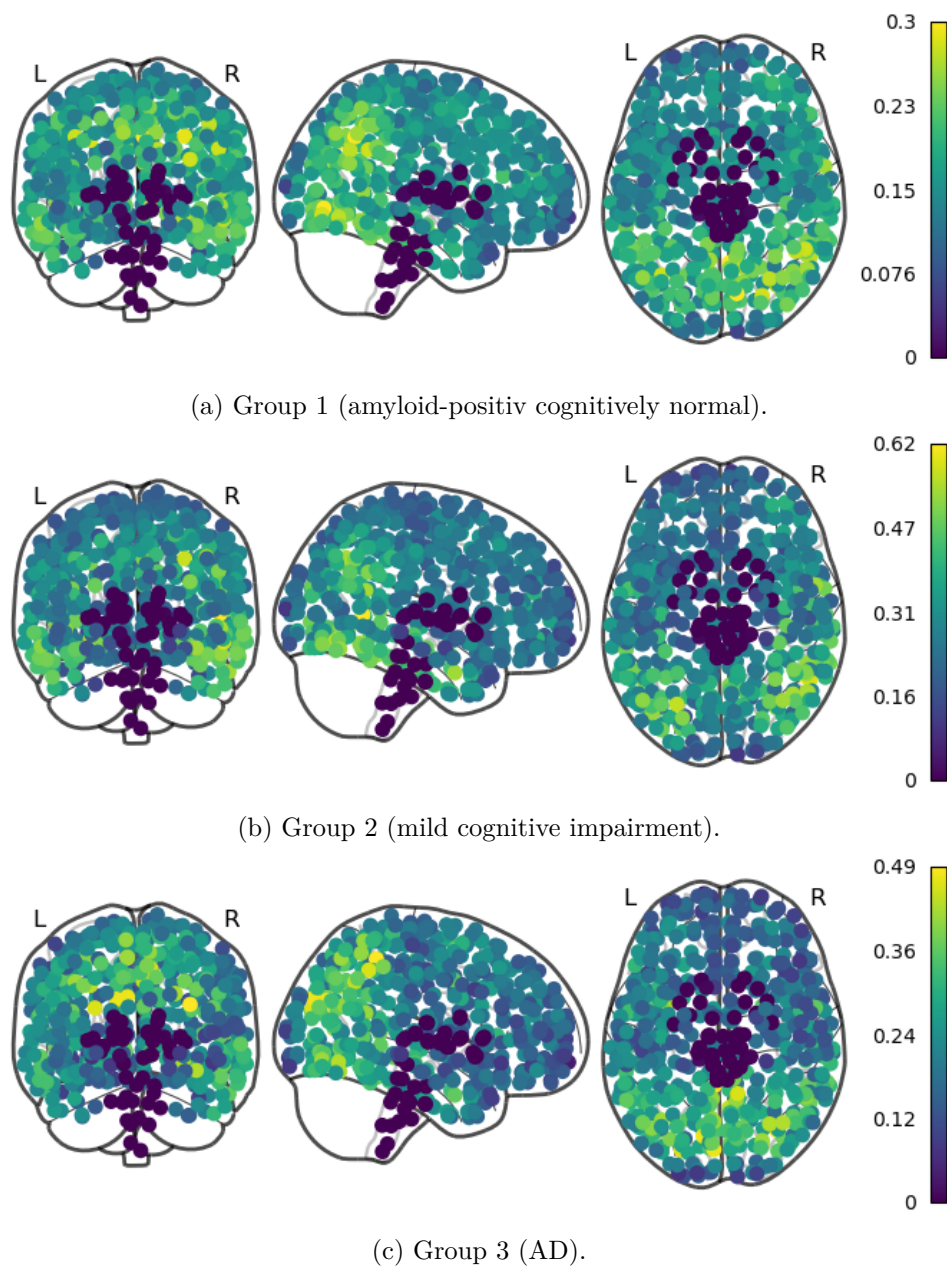 L R L R 0.3
0.23
0.15
0.076
0
(a) Group 1 (amyloid-positiv cognitively normal).
L R L R 0.62
0.47
0.31
0.16
0
(b) Group 2 (mild cognitive impairment).
L R L R 0.49
0.36
0.24
0.12
0
(c) Group 3 (AD).